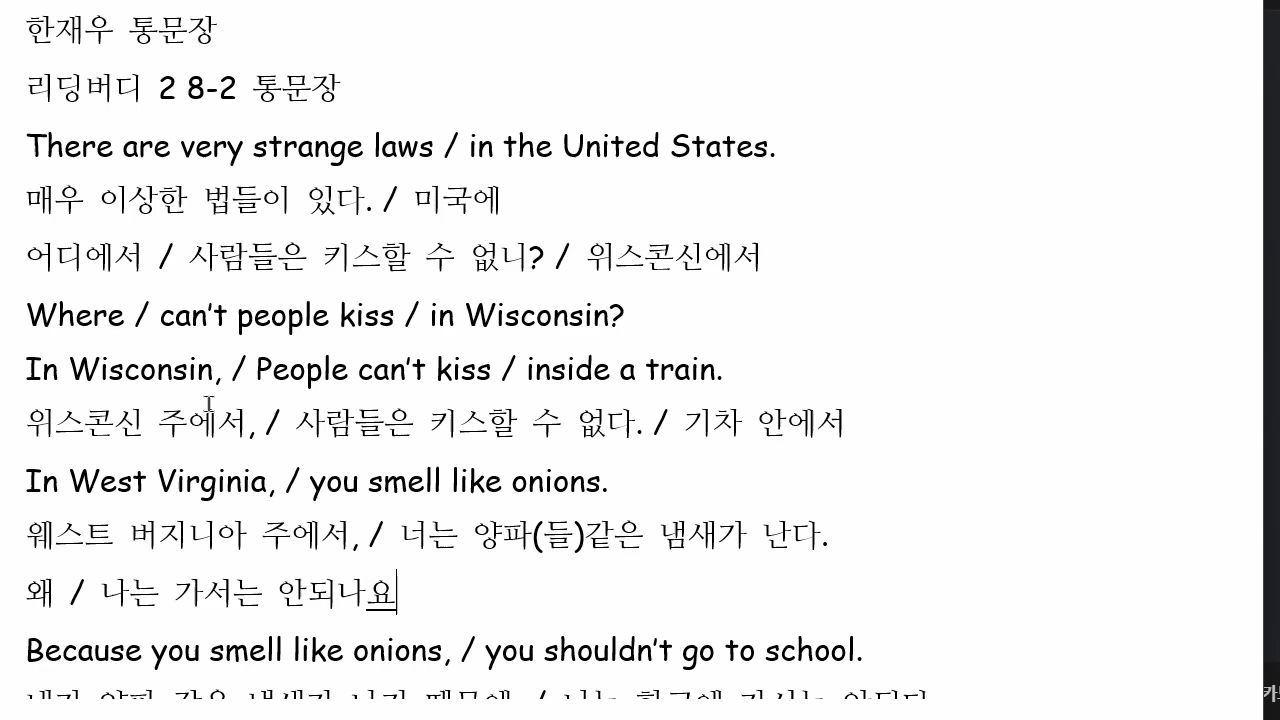 한재우 통문장
리딩버디 2 8-2 통문장
There are very strange laws / in the United States.
매우 이상한 법들이 있다. / 미국에
어디에서 / 사람들은 키스할 수 없니? / 위스콘신에서
Where / can't people kiss / in Wisconsin?
In Wisconsin, / People can't kiss / inside a train.
위스콘신 주에서, / 사람들은 키스할 수 없다. / 기차 안에서
In West Virginia, / you smell like onions.
웨스트 버지니아 주에서, / 너는 양파(들)같은 냄새가 난다.
왜 / 나는 가서는 안되나요
Because you smell like onions, / you shouldn't go to school.